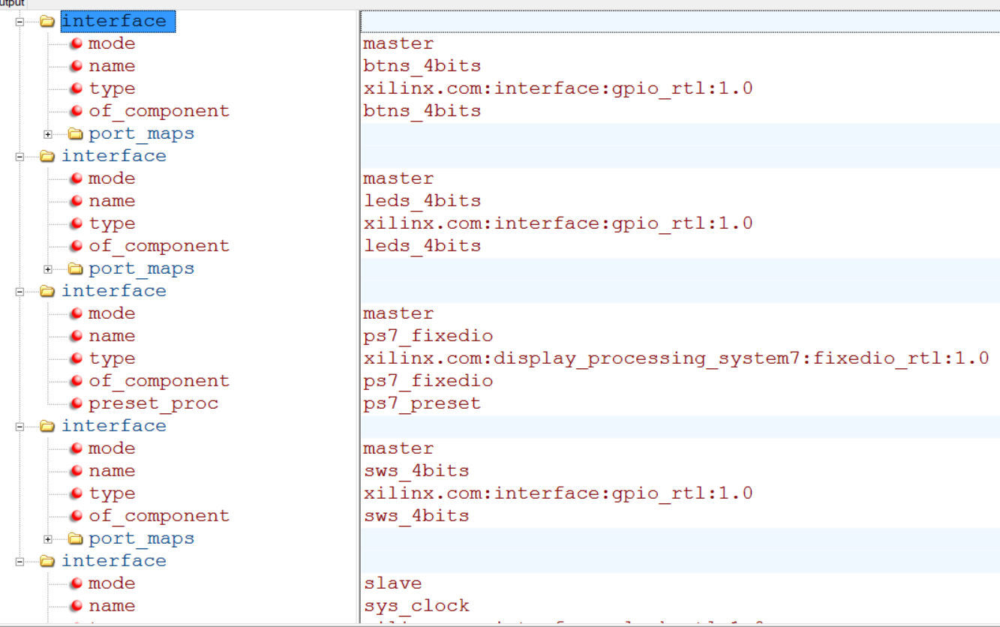 utput
interface
mode master
name btns_4bits
type xilinx.com:interface:gpio_rtl:1.0
of_component btns_4bits
port_maps
interface
mode master
name leds_4bits
type xilinx.com:interface:gpio_rtl:1.0
of_component leds_4bits
port_maps
interface
mode master
name ps7_fixedio
type xilinx.com:display_processing_system7:fixedio_rtl:1.0
of_component ps7_fixedio
preset_proc ps7_preset
interface
mode master
name sws_4bits
type xilinx.com:interface:gpio_rtl:1.0
of_component sws_4bits
port_maps
interface
mode slave
name sys_clock